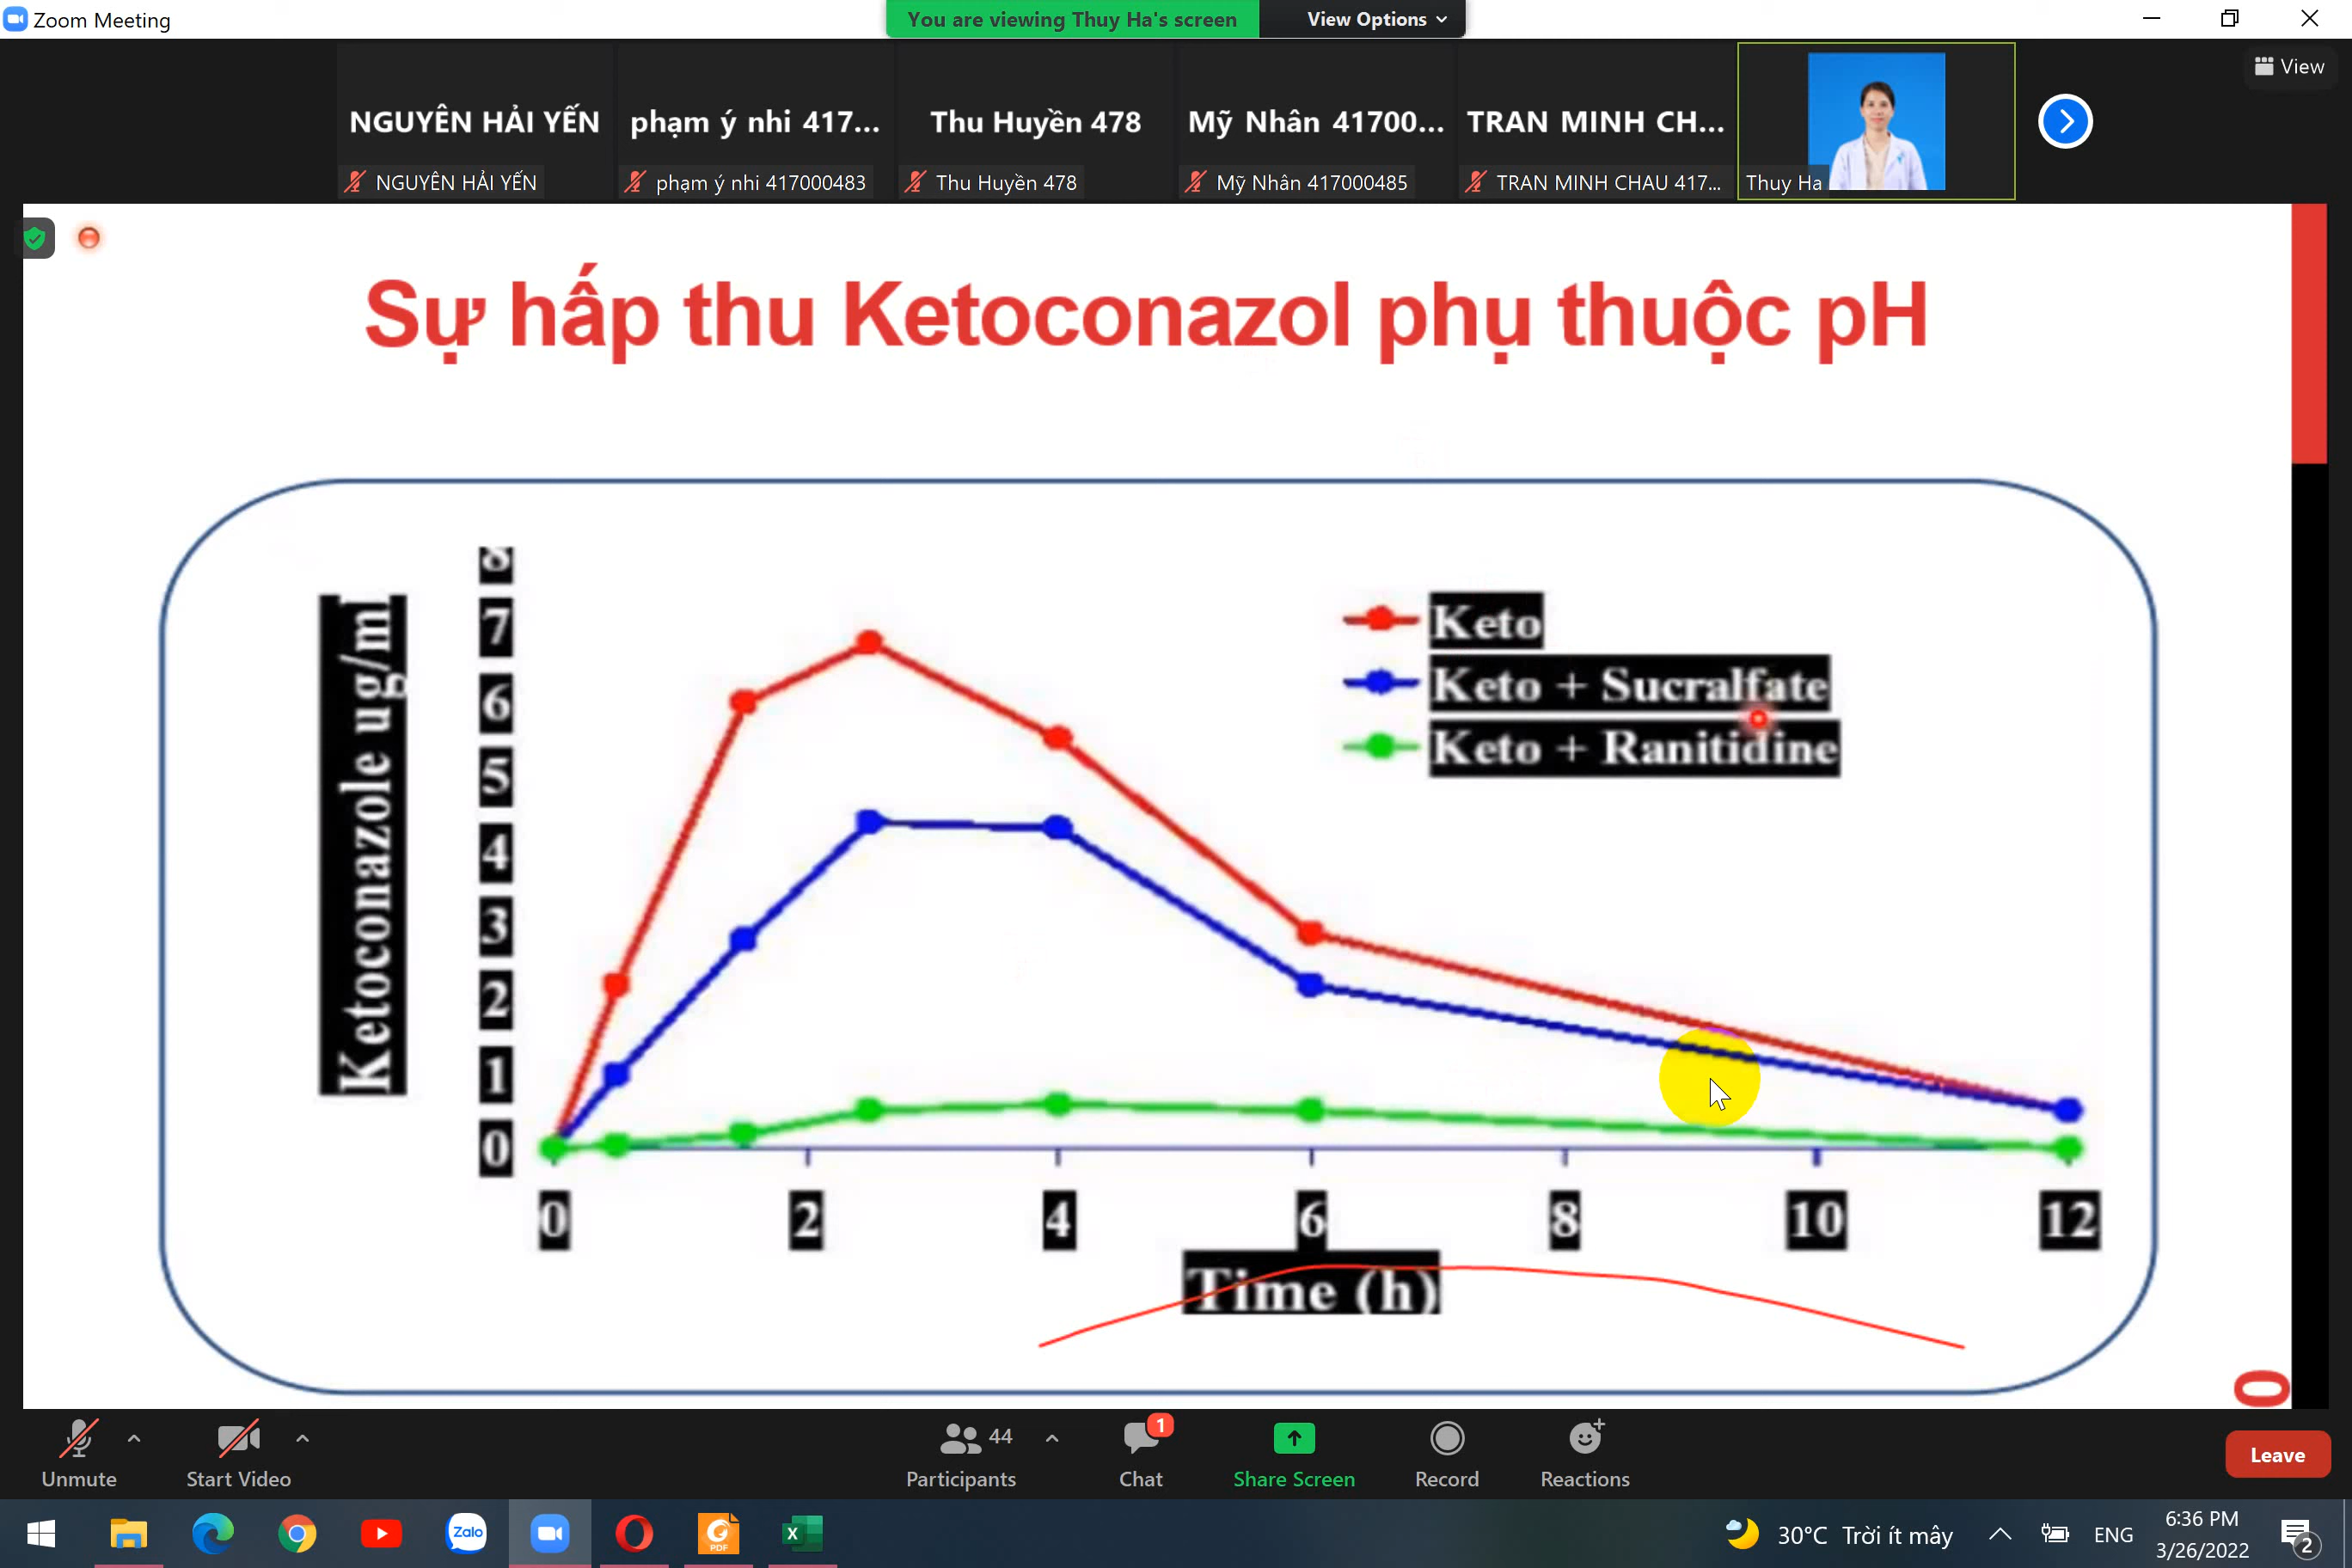 Zoom Meeting
You are viewing Thuy Ha's screen
View Options
View
NGUYÊN HẢI YẾN
phạm ý nhi 417...
Thu Huyền 478
Mỹ Nhân 41700...
TRAN MINH CH...
NGUYÊN HẢI YẾN
phạm ý nhi 417000483
Thu Huyền 478
Mỹ Nhân 417000485
TRAN MINH CHAU 417...
Thuy Ha
Sự hấp thu Ketoconazol phụ thuộc pH
Ketoconazole ug/ml
8
7
6
5
4
3
2
1
0
Keto
Keto + Sucralfate
Keto + Ranitidine
0 2 4 6 8 10 12
Time (h)
0
Unmute
Start Video
44
Participants
1
Chat
Share Screen
Record
Reactions
Leave
Zalo
PDF
X
30°C Trời ít mây
ENG
6:36 PM
3/26/2022
2